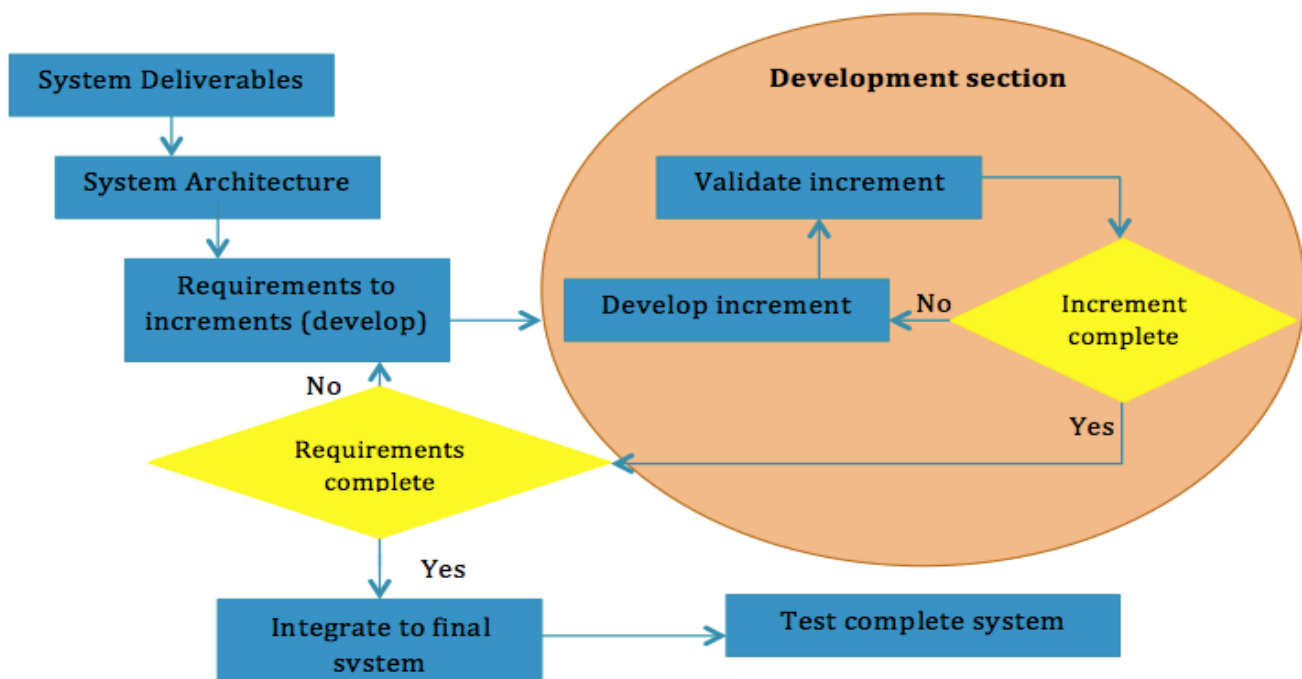 System Deliverables
Development section
System Architecture
Validate increment
Requirements to
increments (develop)
Develop increment
No
Increment
complete
No
Requirements
complete
Yes
Yes
Integrate to final
system
Test complete system